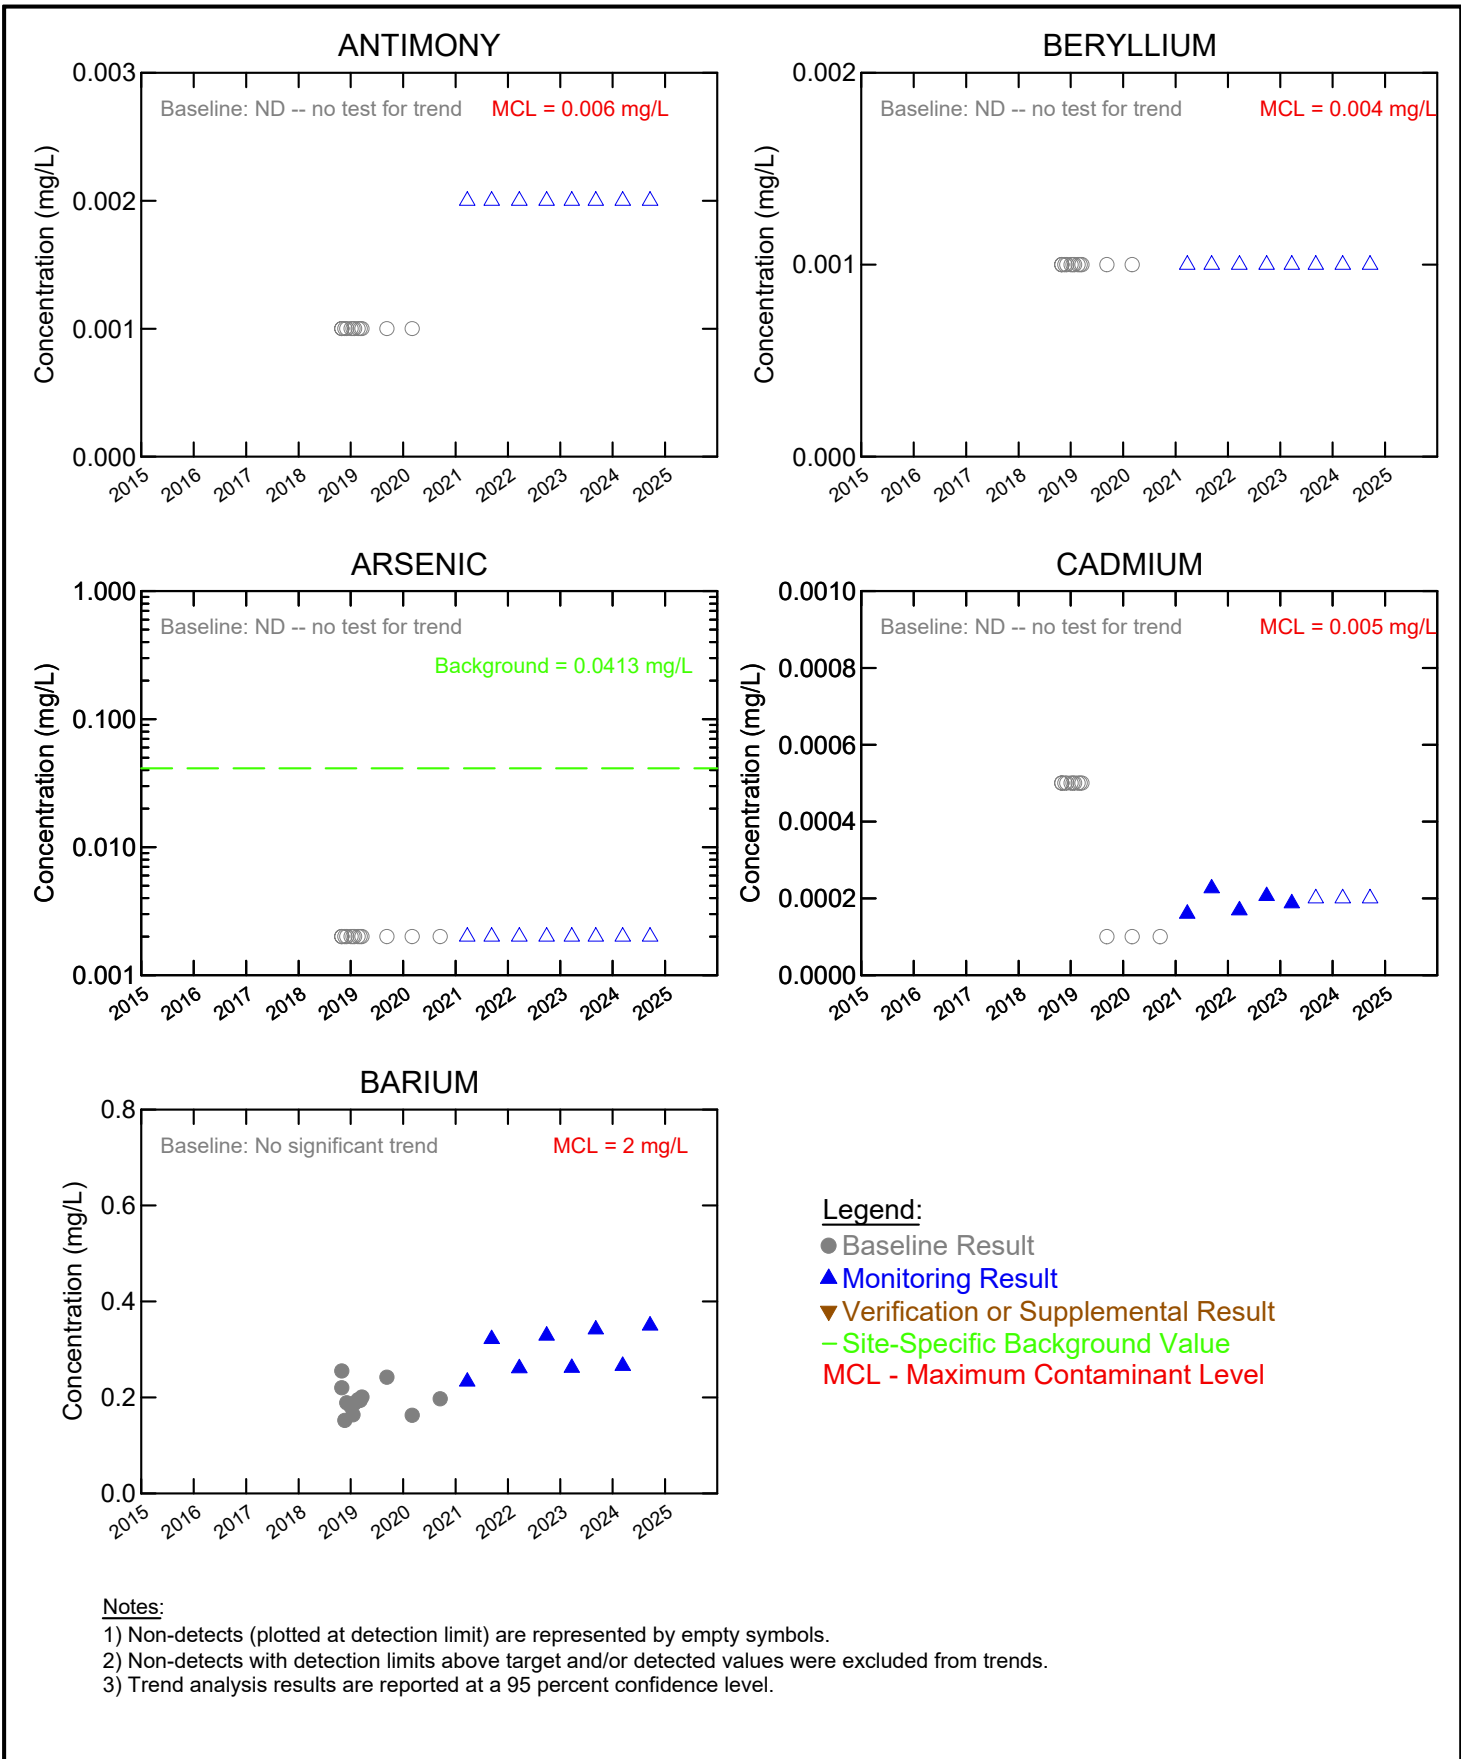 ANTIMONY
Concentration (mg/L)
0.003
0.002
0.001
0.000
Baseline: ND -- no test for trend MCL = 0.006 mg/L
2015 2016 2017 2018 2019 2020 2021 2022 2023 2024 2025
BERYLLIUM
Concentration (mg/L)
0.002
0.001
0.000
Baseline: ND -- no test for trend MCL = 0.004 mg/L
2015 2016 2017 2018 2019 2020 2021 2022 2023 2024 2025
ARSENIC
Concentration (mg/L)
1.000
0.100
0.010
0.001
Baseline: ND -- no test for trend
Background = 0.0413 mg/L
2015 2016 2017 2018 2019 2020 2021 2022 2023 2024 2025
CADMIUM
Concentration (mg/L)
0.0010
0.0008
0.0006
0.0004
0.0002
0.0000
Baseline: ND -- no test for trend MCL = 0.005 mg/L
2015 2016 2017 2018 2019 2020 2021 2022 2023 2024 2025
BARIUM
Concentration (mg/L)
0.8
0.6
0.4
0.2
0.0
Baseline: No significant trend MCL = 2 mg/L
2015 2016 2017 2018 2019 2020 2021 2022 2023 2024 2025
Legend:
Baseline Result
Monitoring Result
Verification or Supplemental Result
Site-Specific Background Value
MCL - Maximum Contaminant Level
Notes:
1) Non-detects (plotted at detection limit) are represented by empty symbols.
2) Non-detects with detection limits above target and/or detected values were excluded from trends.
3) Trend analysis results are reported at a 95 percent confidence level.